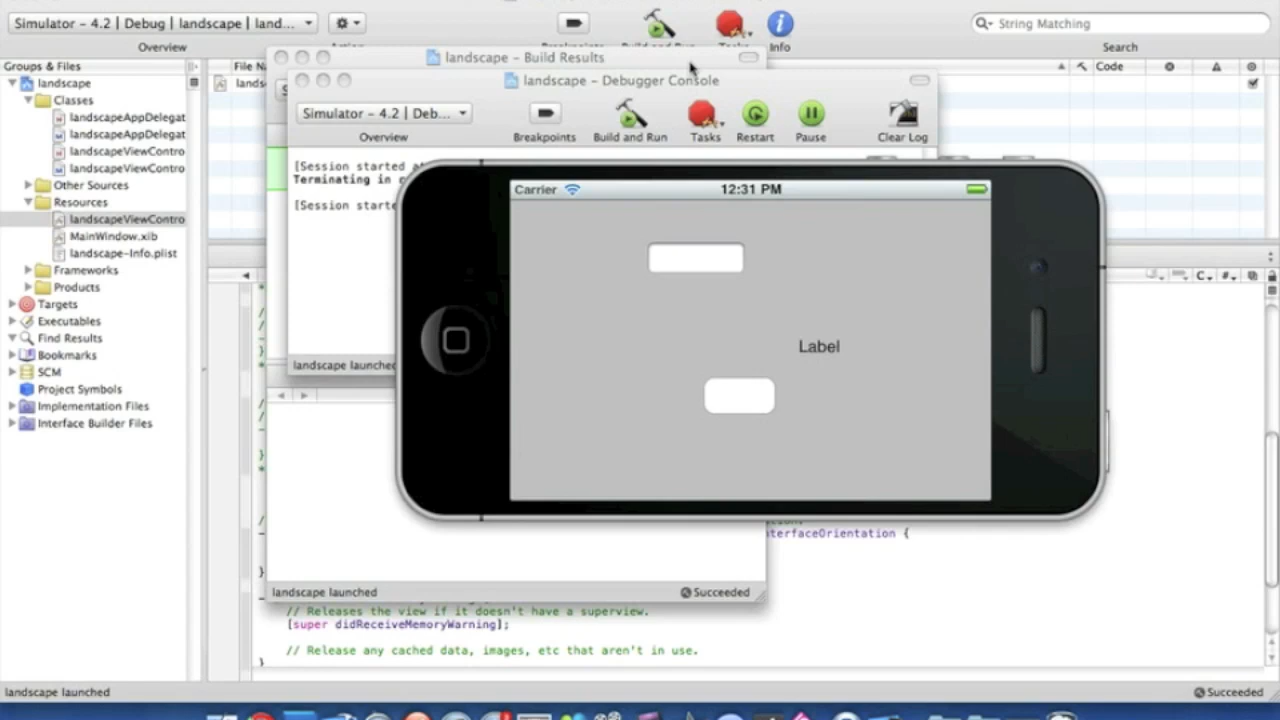 Simulator – 4.2 | Debug | landscape | land...
Info
String Matching
Overview
Search
landscape – Build Results
Groups & Files
Code
landscape
landscape – Debugger Console
Classes
landscapeAppDelegat
landscapeAppDelegat
landscapeViewContro
landscapeViewContro
Other Sources
Resources
landscapeViewContro
MainWindow.xib
landscape-Info.plist
Frameworks
Products
Targets
Executables
Find Results
Bookmarks
SCM
Project Symbols
Implementation Files
Interface Builder Files
Simulator – 4.2 | Deb...
Overview
Breakpoints
Build and Run
Tasks
Restart
Pause
Clear Log
[Session started
Terminating in
[Session starte
landscape launched
Carrier
12:31 PM
Label
C
#
nterfaceOrientation {
}
landscape launched
Succeeded
// Releases the view if it doesn't have a superview.
[super didReceiveMemoryWarning];
// Release any cached data, images, etc that aren't in use.
}
landscape launched
Succeeded